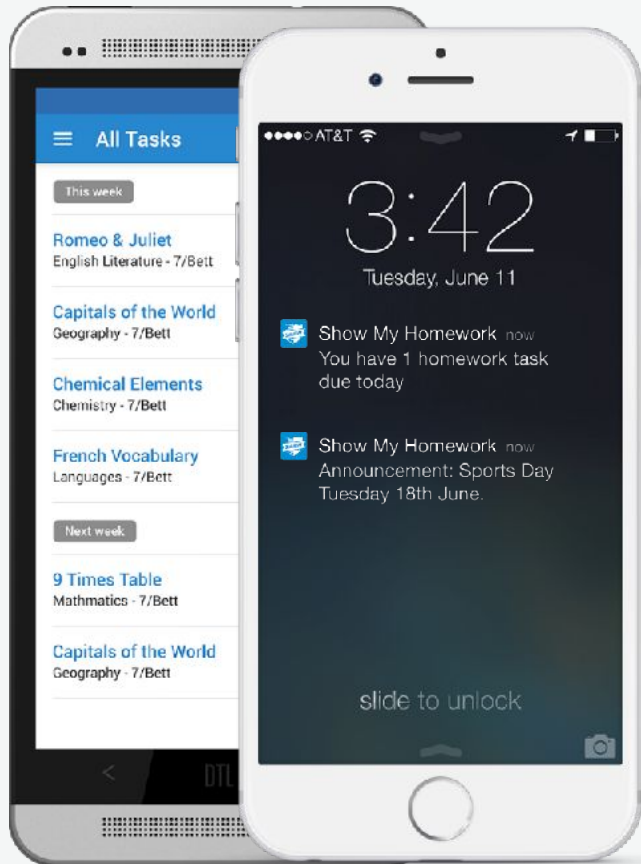 All Tasks
This week
Romeo & Juliet
English Literature - 7/Bett
Capitals of the World
Geography - 7/Bett
Chemical Elements
Chemistry - 7/Bett
French Vocabulary
Languages - 7/Bett
Next week
9 Times Table
Mathmatics - 7/Bett
Capitals of the World
Geography - 7/Bett
AT&T
3:42
Tuesday, June 11
Show My Homework now
You have 1 homework task
due today
Show My Homework now
Announcement: Sports Day
Tuesday 18th June.
slide to unlock